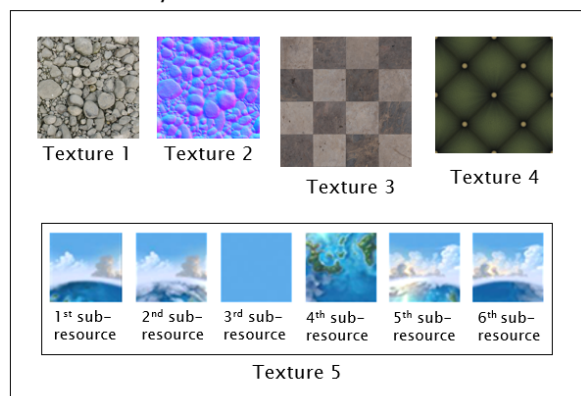 Texture 1
Texture 2
Texture 3
Texture 4
1st sub-
resource
2nd sub-
resource
3rd sub-
resource
4th sub-
resource
5th sub-
resource
6th sub-
resource
Texture 5